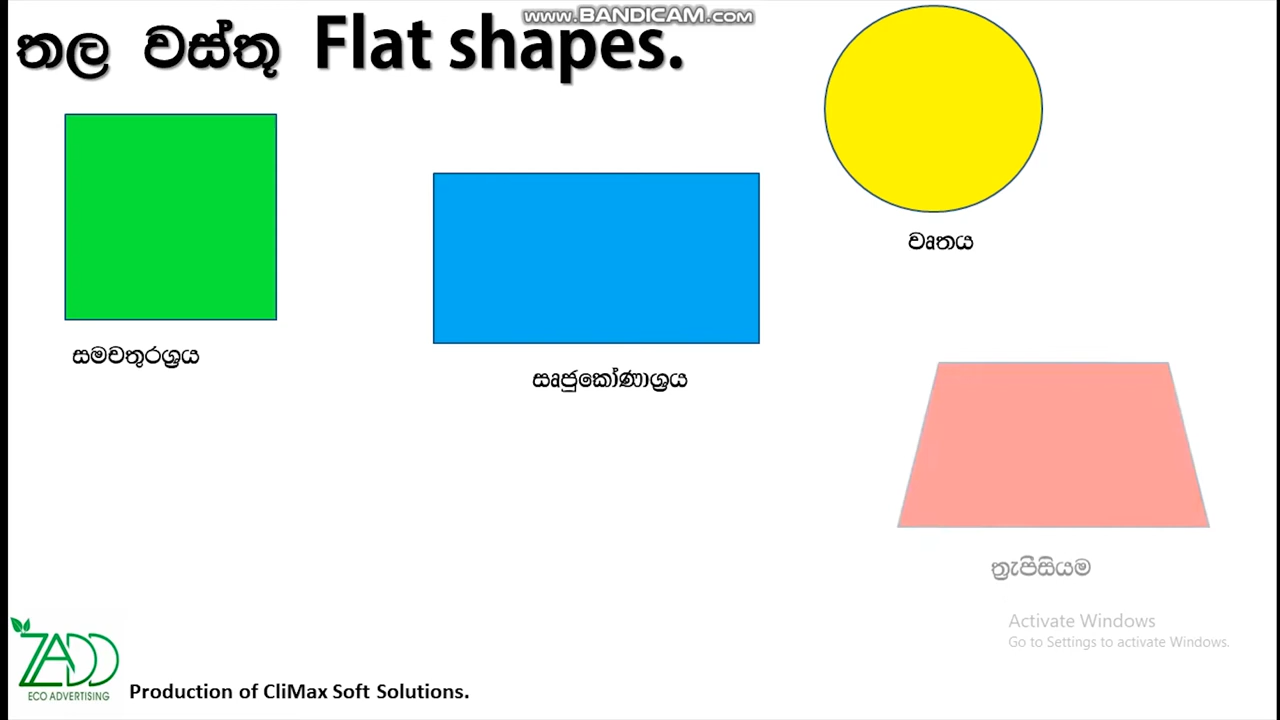 www.BANDICAM.com
තල වස්තු Flat shapes.
වෘතය
සමචතුරශ්‍රය
සෘජුකෝණාශ්‍රය
ත්‍රැපීසියම
Activate Windows
Go to Settings to activate Windows.
ZADD
ECO ADVERTISING
Production of CliMax Soft Solutions.